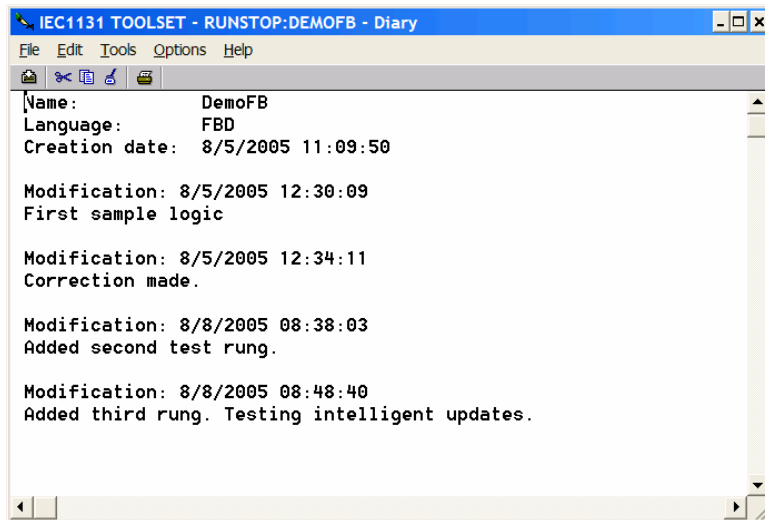 IEC1131 TOOLSET - RUNSTOP:DEMOFB - Diary
File Edit Tools Options Help
Name: DemoFB
Language: FBD
Creation date: 8/5/2005 11:09:50
Modification: 8/5/2005 12:30:09
First sample logic
Modification: 8/5/2005 12:34:11
Correction made.
Modification: 8/8/2005 08:38:03
Added second test rung.
Modification: 8/8/2005 08:48:40
Added third rung. Testing intelligent updates.